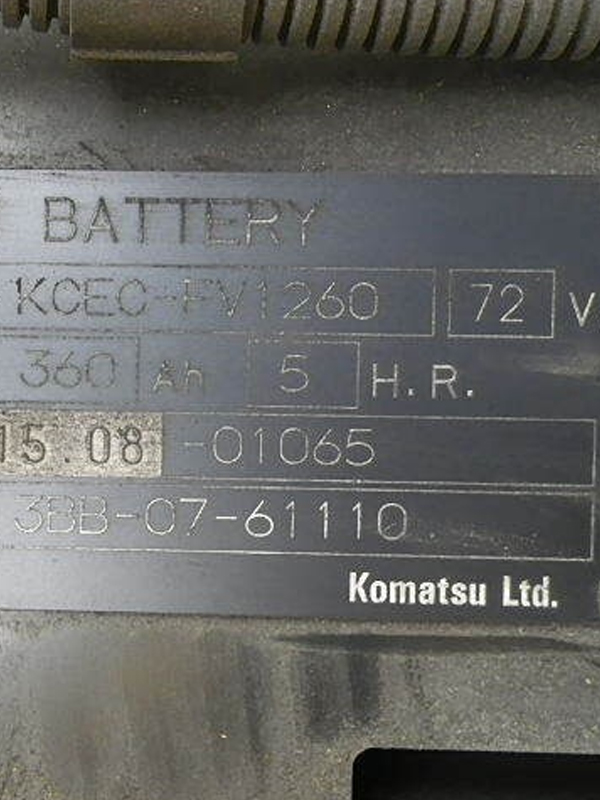 BATTERY
KCEC-FV1260 72 V
360 Ah 5 H.R.
15.08 -01065
3BB-07-61110
Komatsu Ltd.